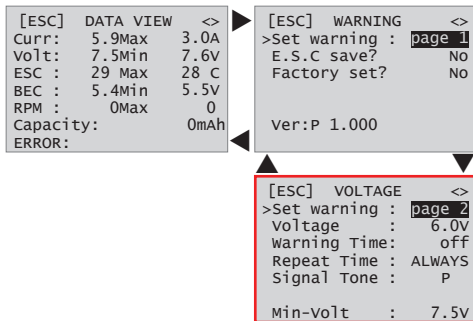 [ESC] DATA VIEW <>
Curr: 5.9Max 3.0A
Volt: 7.5Min 7.6V
ESC : 29 Max 28 C
BEC : 5.4Min 5.5V
RPM : 0Max 0
Capacity: 0mAh
ERROR:
[ESC] WARNING <>
>Set warning : page 1
E.S.C save? No
Factory set? No
Ver:P 1.000
[ESC] VOLTAGE <>
>Set warning : page 2
Voltage : 6.0V
Warning Time: off
Repeat Time : ALWAYS
Signal Tone : P
Min-Volt : 7.5V